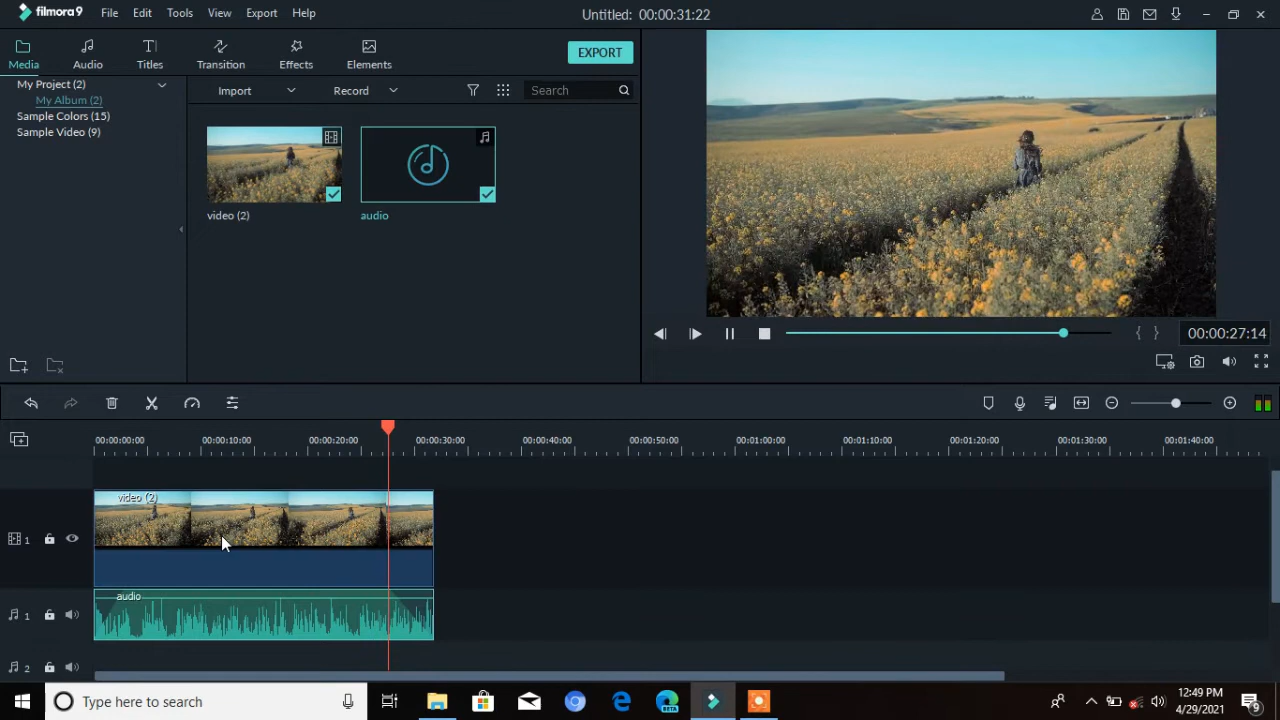 filmora9 File Edit Tools View Export Help Untitled: 00:00:31:22
Media Audio Titles Transition Effects Elements EXPORT
My Project (2)
My Album (2)
Sample Colors (15)
Sample Video (9)
Import Record Search
video (2) audio
00:00:27:14
00:00:00:00 00:00:10:00 00:00:20:00 00:00:30:00 00:00:40:00 00:00:50:00 00:01:00:00 00:01:10:00 00:01:20:00 00:01:30:00 00:01:40:00
video (2)
1
audio
1
2
Type here to search
BETA
12:49 PM
4/29/2021
9